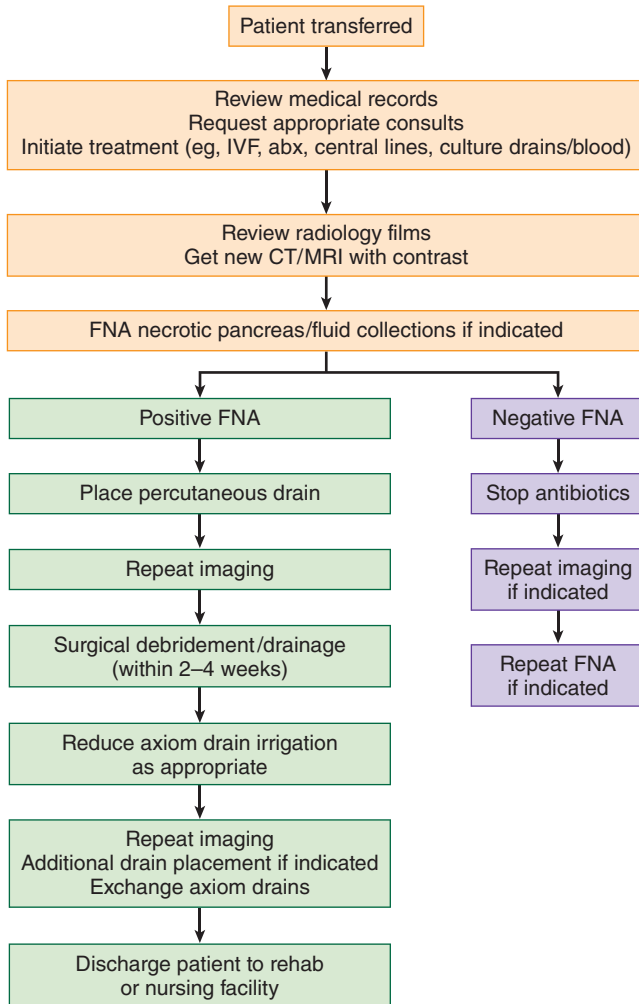 Patient transferred
Review medical records
Request appropriate consults
Initiate treatment (eg, IVF, abx, central lines, culture drains/blood)
Review radiology films
Get new CT/MRI with contrast
FNA necrotic pancreas/fluid collections if indicated
Positive FNA
Place percutaneous drain
Repeat imaging
Surgical debridement/drainage
(within 2–4 weeks)
Reduce axiom drain irrigation
as appropriate
Repeat imaging
Additional drain placement if indicated
Exchange axiom drains
Discharge patient to rehab
or nursing facility
Negative FNA
Stop antibiotics
Repeat imaging
if indicated
Repeat FNA
if indicated